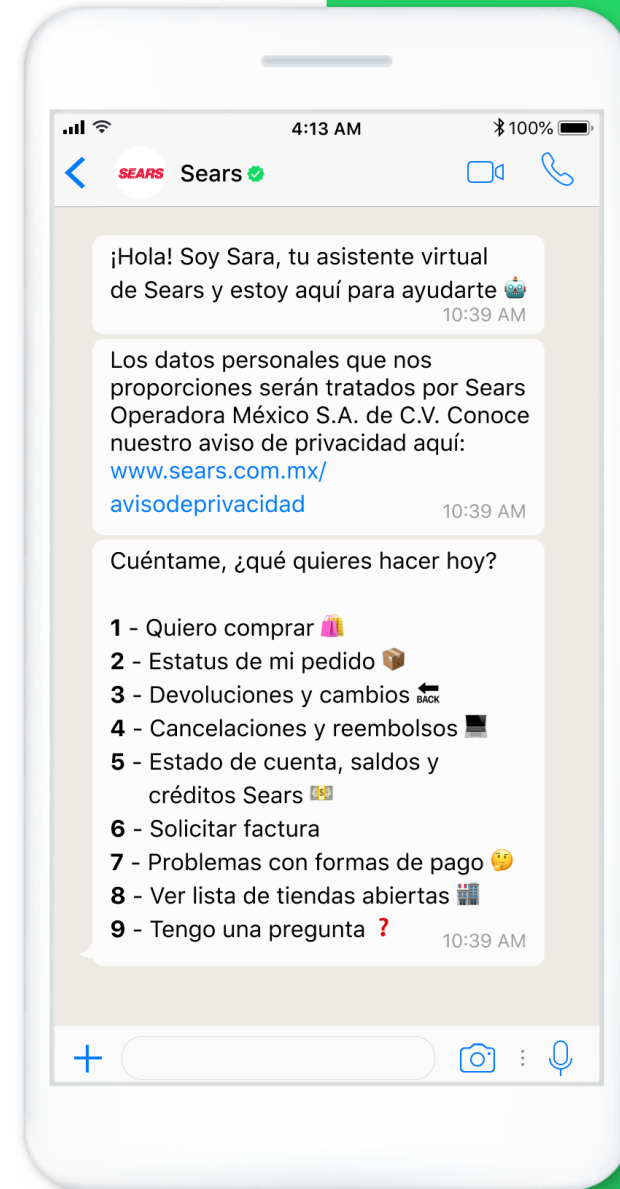 4:13 AM
100%
SEARS
Sears
¡Hola! Soy Sara, tu asistente virtual
de Sears y estoy aquí para ayudarte 🤖
10:39 AM
Los datos personales que nos
proporciones serán tratados por Sears
Operadora México S.A. de C.V. Conoce
nuestro aviso de privacidad aquí:
www.sears.com.mx/
avisodeprivacidad
10:39 AM
Cuéntame, ¿qué quieres hacer hoy?
1 - Quiero comprar 🛍️
2 - Estatus de mi pedido 📦
3 - Devoluciones y cambios 🔙
4 - Cancelaciones y reembolsos 💻
5 - Estado de cuenta, saldos y
créditos Sears 💵
6 - Solicitar factura
7 - Problemas con formas de pago 🤔
8 - Ver lista de tiendas abiertas 🏬
9 - Tengo una pregunta ❓
10:39 AM